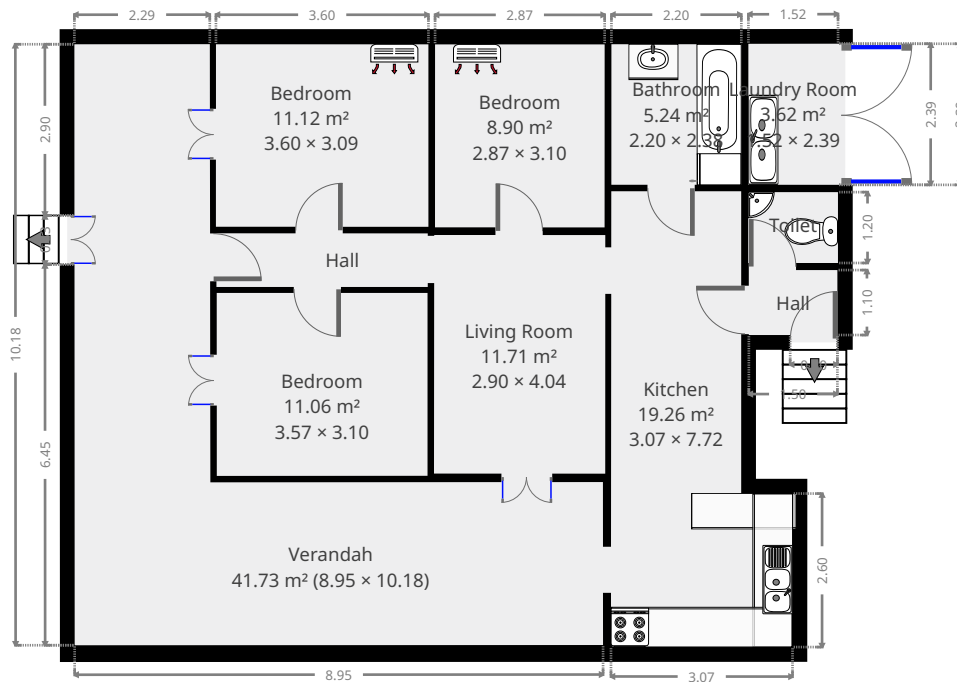 2.29
3.60
2.87
2.20
1.52
Bedroom
11.12 m²
3.60 × 3.09
Bedroom
8.90 m²
2.87 × 3.10
Bathroom
5.24 m²
2.20 × 2.38
Laundry Room
3.62 m²
1.52 × 2.39
2.39
2.90
10.18
6.45
Hall
Toilet
1.20
Hall
1.10
1.50
Living Room
11.71 m²
2.90 × 4.04
Bedroom
11.06 m²
3.57 × 3.10
Kitchen
19.26 m²
3.07 × 7.72
Verandah
41.73 m² (8.95 × 10.18)
2.60
8.95
3.07